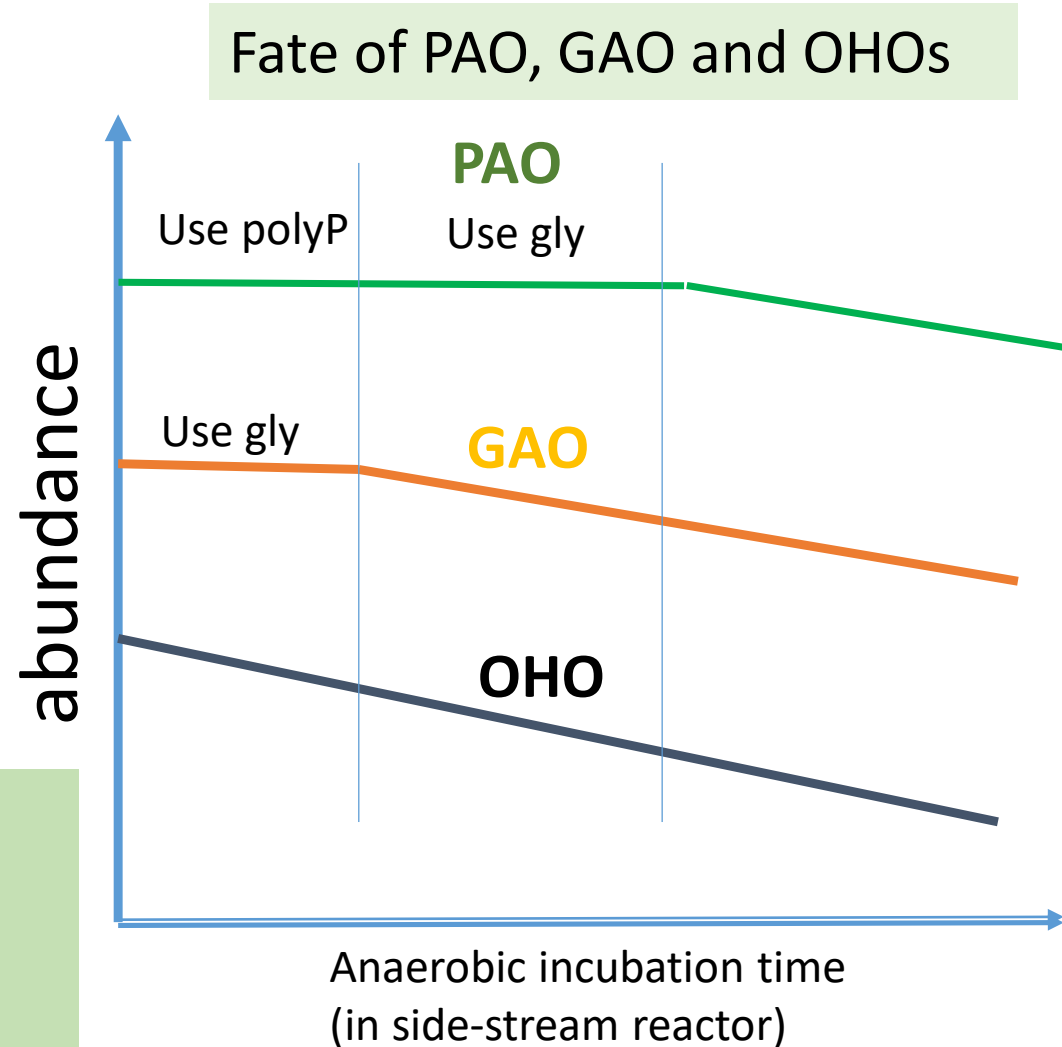 Fate of PAO, GAO and OHOs
PAO
Use polyP
Use gly
Use gly
GAO
OHO
abundance
Anaerobic incubation time
(in side-stream reactor)